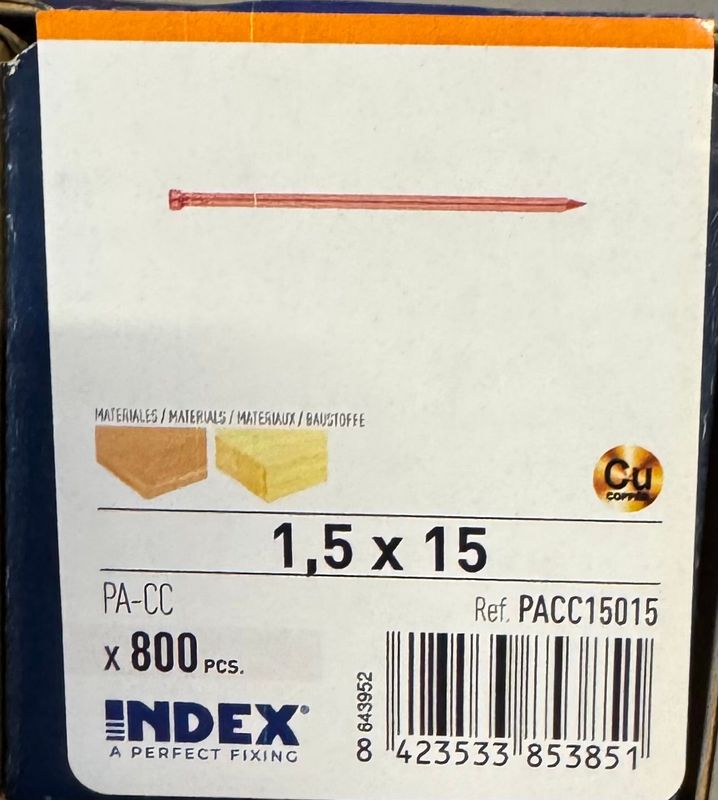 MATERIALES / MATERIALS / MATERIAUX / BAUSTOFFE
Cu
COPPER
1,5 x 15
PA-CC
Ref. PACC15015
x 800 PCS.
INDEX®
A PERFECT FIXING
643952
8 423533 853851